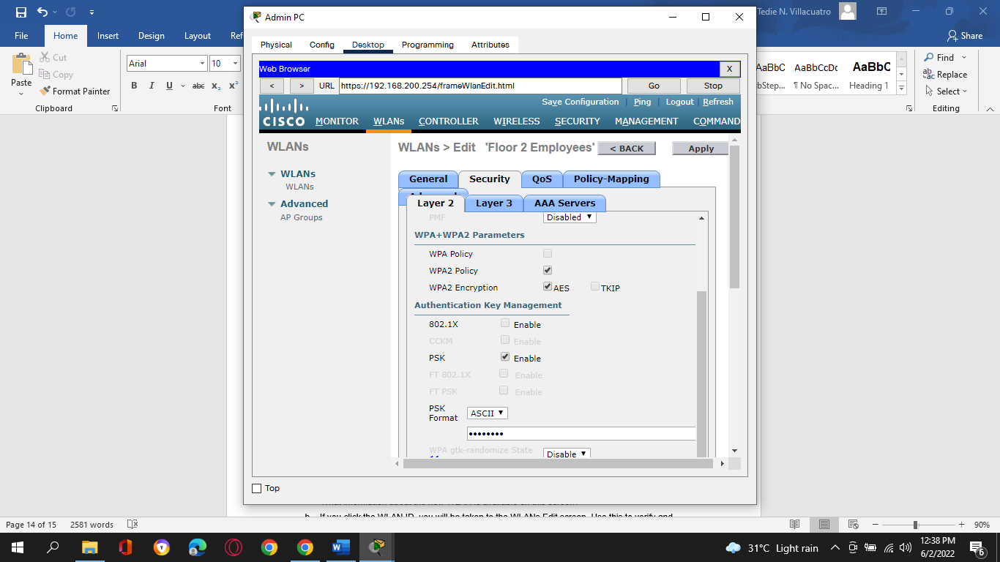 Tedie N. Villacuatro
File Home Insert Design Layout Ref Share
Paste
Cut
Copy
Format Painter
Clipboard
Arial 10
B I U abc x₂ x²
Font
AaBbC AaBbCcDc AaBbC
bStep... ¶ No Spac... Heading 1
Find
Replace
Select
Editing
Admin PC
Physical Config Desktop Programming Attributes
Web Browser X
< > URL https://192.168.200.254/frameWlanEdit.html Go Stop
Save Configuration | Ping | Logout | Refresh
CISCO MONITOR WLANs CONTROLLER WIRELESS SECURITY MANAGEMENT COMMAND
WLANs
WLANs
WLANs
Advanced
AP Groups
WLANs > Edit 'Floor 2 Employees' < BACK Apply
General Security QoS Policy-Mapping
Layer 2 Layer 3 AAA Servers
PMF Disabled
WPA+WPA2 Parameters
WPA Policy
WPA2 Policy
WPA2 Encryption AES TKIP
Authentication Key Management
802.1X Enable
CCKM Enable
PSK Enable
FT 802.1X Enable
FT PSK Enable
PSK Format ASCII
••••••••
WPA gtk-randomize State Disable
Top
b. If you click the WLAN ID, you will be taken to the WLANs Edit screen. Use this to verify and
Page 14 of 15 2581 words 90%
31°C Light rain 12:38 PM
6/2/2022
6